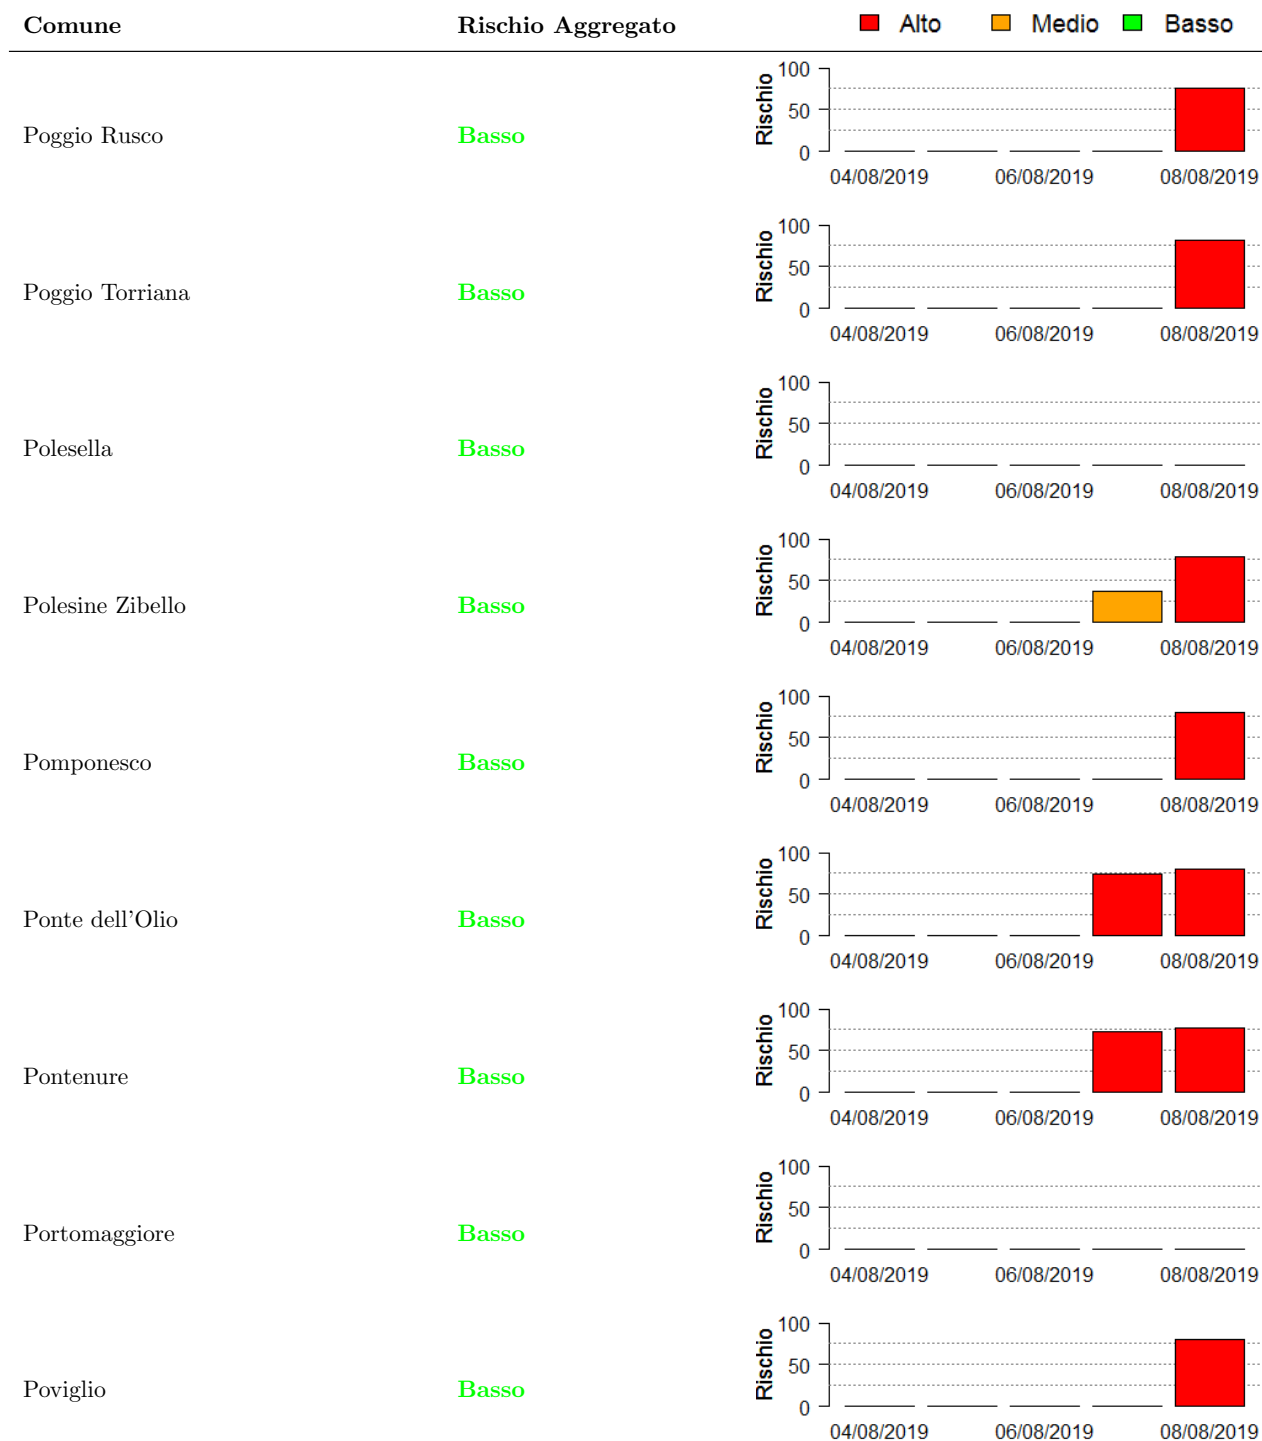 Comune Rischio Aggregato Alto Medio Basso
100
50
0
Rischio
Poggio Rusco Basso
04/08/2019 06/08/2019 08/08/2019
100
50
0
Rischio
Poggio Torriana Basso
04/08/2019 06/08/2019 08/08/2019
100
50
0
Rischio
Polesella Basso
04/08/2019 06/08/2019 08/08/2019
100
50
0
Rischio
Polesine Zibello Basso
04/08/2019 06/08/2019 08/08/2019
100
50
0
Rischio
Pomponesco Basso
04/08/2019 06/08/2019 08/08/2019
100
50
0
Rischio
Ponte dell'Olio Basso
04/08/2019 06/08/2019 08/08/2019
100
50
0
Rischio
Pontenure Basso
04/08/2019 06/08/2019 08/08/2019
100
50
0
Rischio
Portomaggiore Basso
04/08/2019 06/08/2019 08/08/2019
100
50
0
Rischio
Poviglio Basso
04/08/2019 06/08/2019 08/08/2019